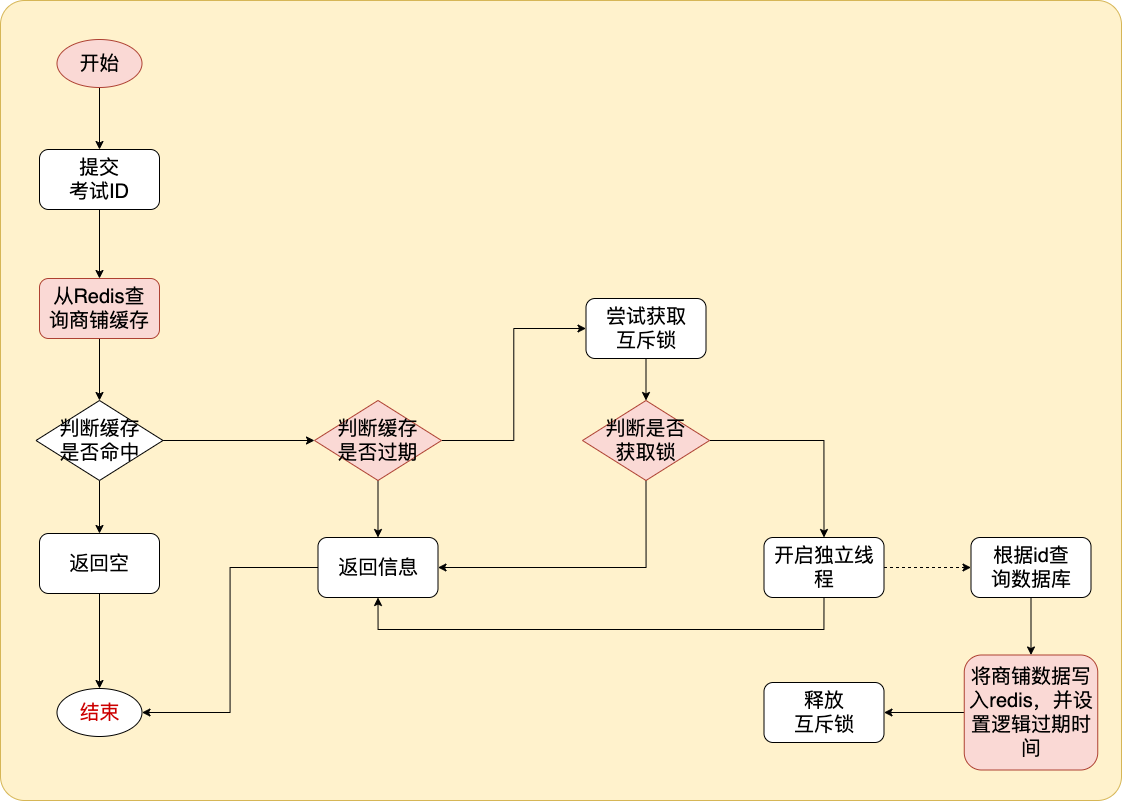 开始
提交
考试ID
从Redis查
询商铺缓存
判断缓存
是否命中
返回空
结束
判断缓存
是否过期
返回信息
尝试获取
互斥锁
判断是否
获取锁
开启独立线
程
根据id查
询数据库
将商铺数据写
入redis，并设
置逻辑过期时
间
释放
互斥锁